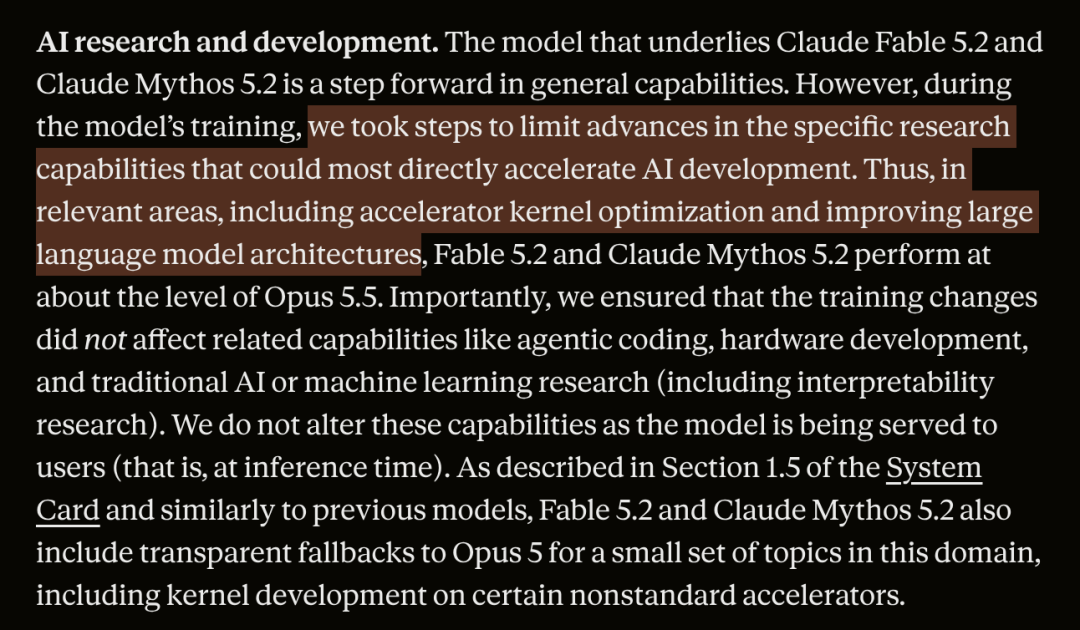 AI research and development. The model that underlies Claude Fable 5.2 and
Claude Mythos 5.2 is a step forward in general capabilities. However, during
the model’s training, we took steps to limit advances in the specific research
capabilities that could most directly accelerate AI development. Thus, in
relevant areas, including accelerator kernel optimization and improving large
language model architectures, Fable 5.2 and Claude Mythos 5.2 perform at
about the level of Opus 5.5. Importantly, we ensured that the training changes
did not affect related capabilities like agentic coding, hardware development,
and traditional AI or machine learning research (including interpretability
research). We do not alter these capabilities as the model is being served to
users (that is, at inference time). As described in Section 1.5 of the System
Card and similarly to previous models, Fable 5.2 and Claude Mythos 5.2 also
include transparent fallbacks to Opus 5 for a small set of topics in this domain,
including kernel development on certain nonstandard accelerators.